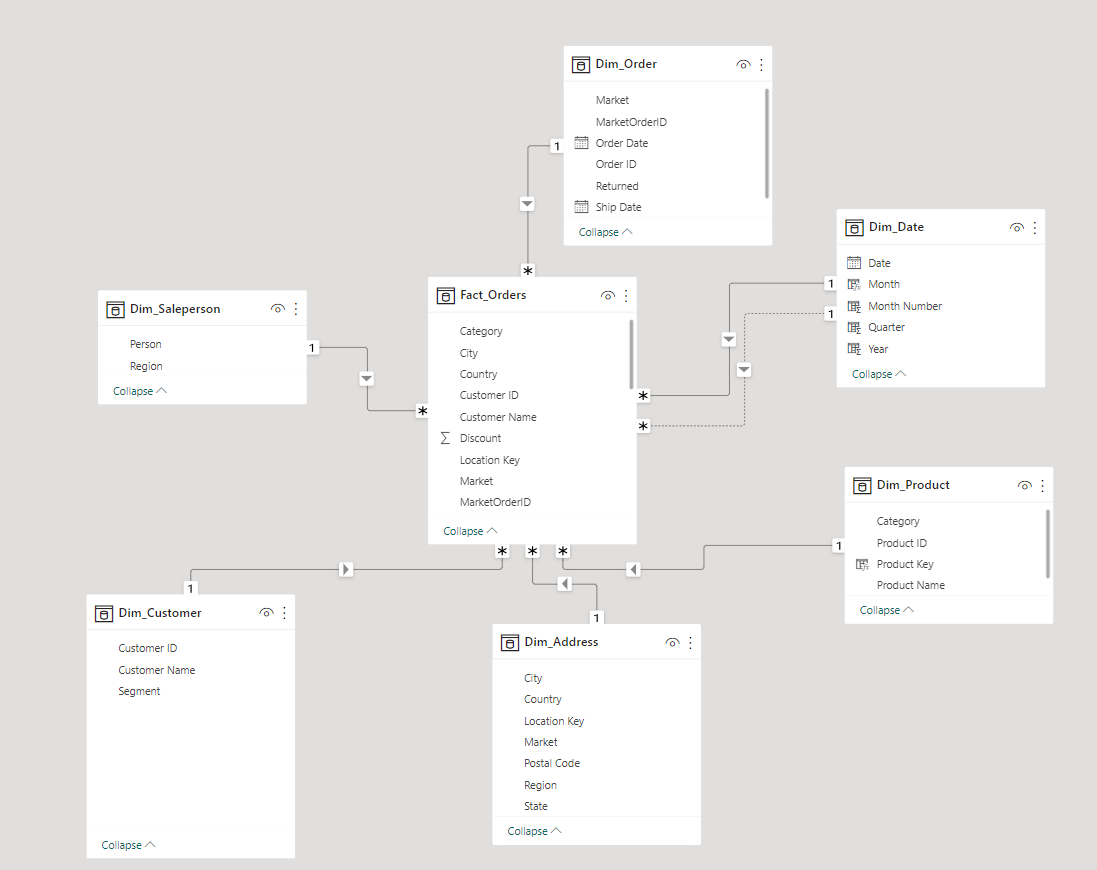 Dim_Order
Market
MarketOrderID
Order Date
Order ID
Returned
Ship Date
Collapse
1
*
Dim_Date
Date
Month
Month Number
Quarter
Year
Collapse
1
1
*
*
Dim_Saleperson
Person
Region
Collapse
1
*
Fact_Orders
Category
City
Country
Customer ID
Customer Name
Discount
Location Key
Market
MarketOrderID
Collapse
*
*
*
Dim_Product
Category
Product ID
Product Key
Product Name
Collapse
1
Dim_Customer
Customer ID
Customer Name
Segment
Collapse
1
Dim_Address
City
Country
Location Key
Market
Postal Code
Region
State
Collapse
1